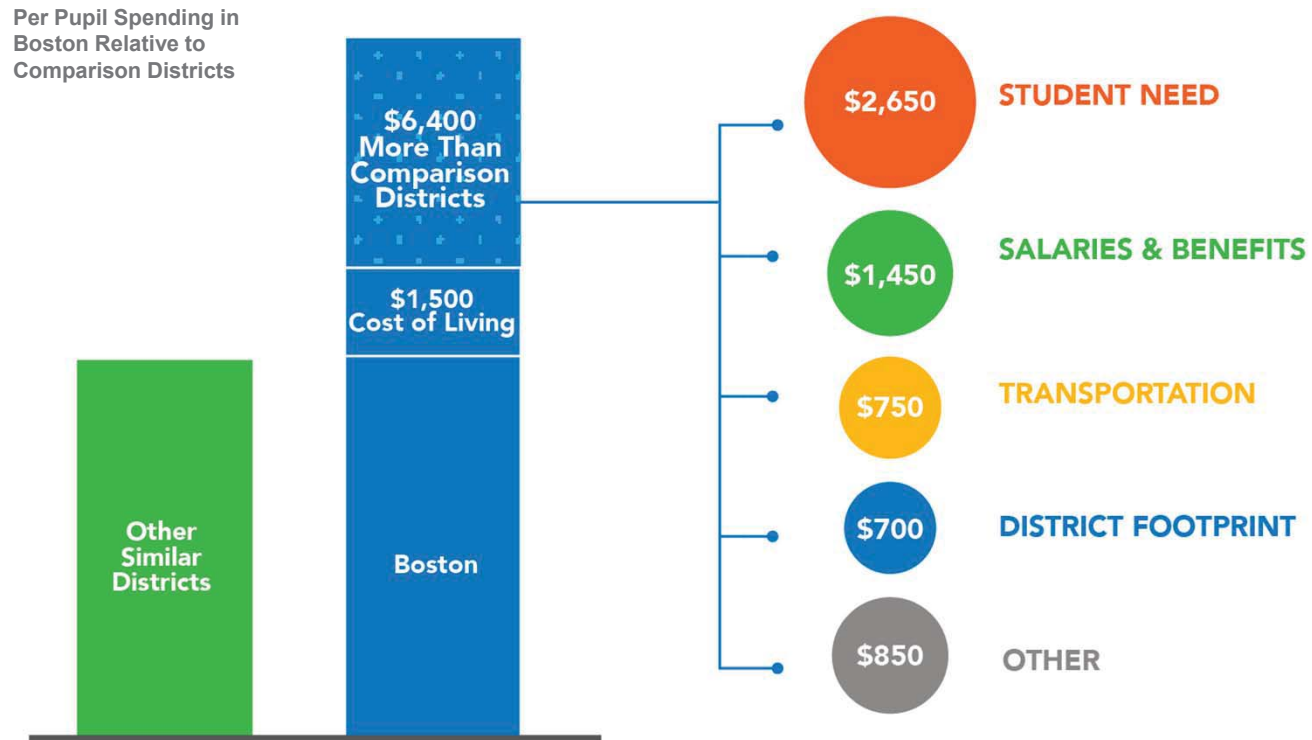 Per Pupil Spending in
Boston Relative to
Comparison Districts
$6,400
More Than
Comparison
Districts
$1,500
Cost of Living
Other
Similar
Districts
Boston
$2,650
STUDENT NEED
$1,450
SALARIES & BENEFITS
$750
TRANSPORTATION
$700
DISTRICT FOOTPRINT
$850
OTHER